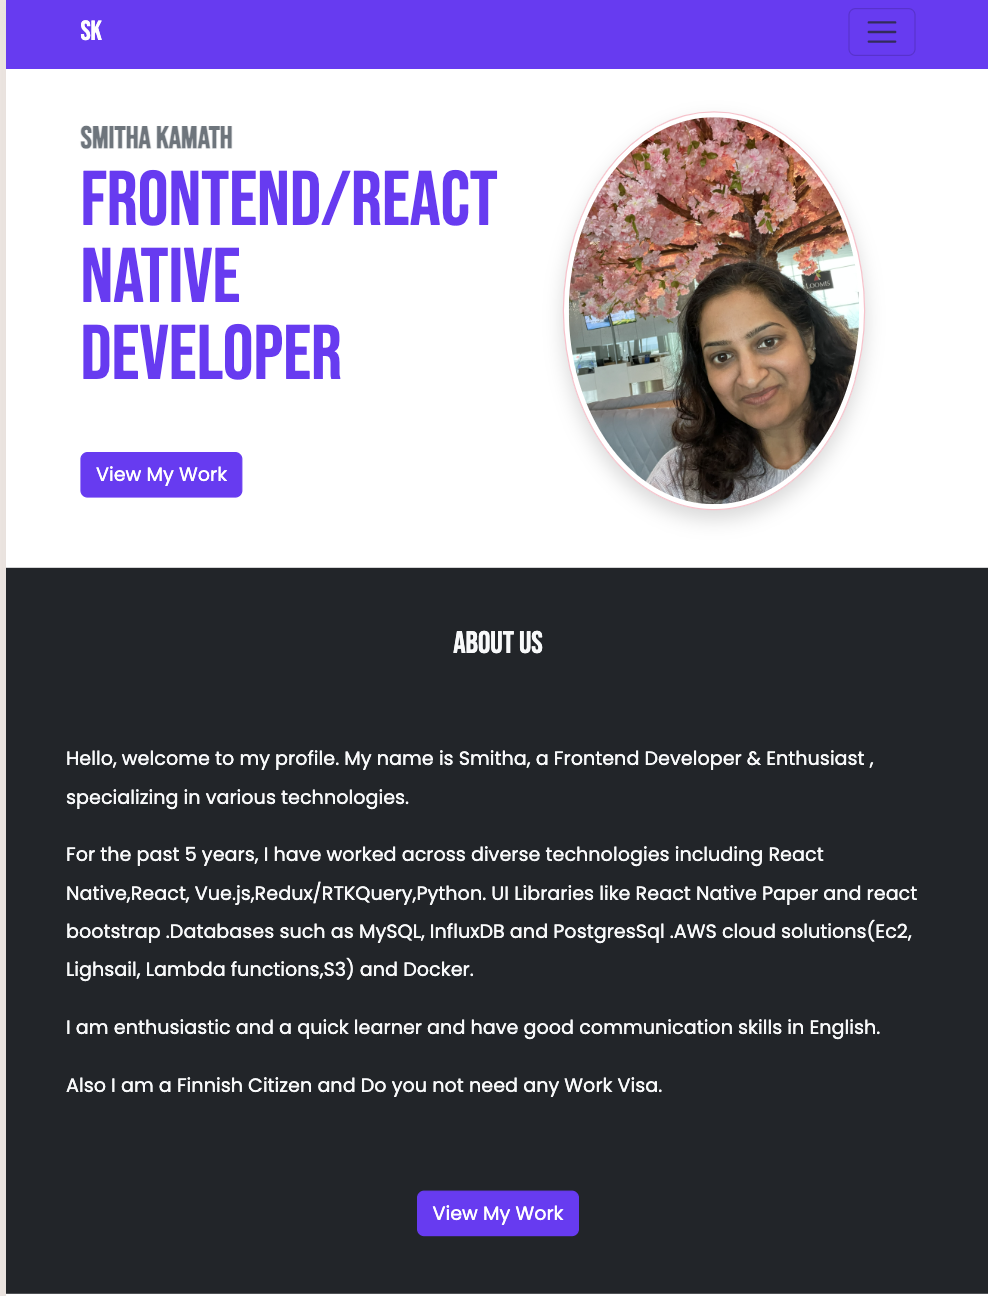 SK
SMITHA KAMATH
FRONTEND/REACT
NATIVE
DEVELOPER
LOOMIS
View My Work
ABOUT US
Hello, welcome to my profile. My name is Smitha, a Frontend Developer & Enthusiast ,
specializing in various technologies.
For the past 5 years, I have worked across diverse technologies including React
Native,React, Vue.js,Redux/RTKQuery,Python. UI Libraries like React Native Paper and react
bootstrap .Databases such as MySQL, InfluxDB and PostgresSql .AWS cloud solutions(Ec2,
Lighsail, Lambda functions,S3) and Docker.
I am enthusiastic and a quick learner and have good communication skills in English.
Also I am a Finnish Citizen and Do you not need any Work Visa.
View My Work